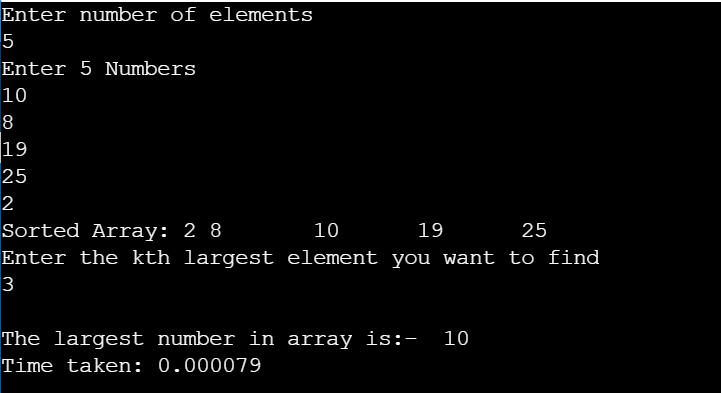 Enter number of elements
5
Enter 5 Numbers
10
8
19
25
2
Sorted Array: 2 8 10 19 25
Enter the kth largest element you want to find
3
The largest number in array is:- 10
Time taken: 0.000079